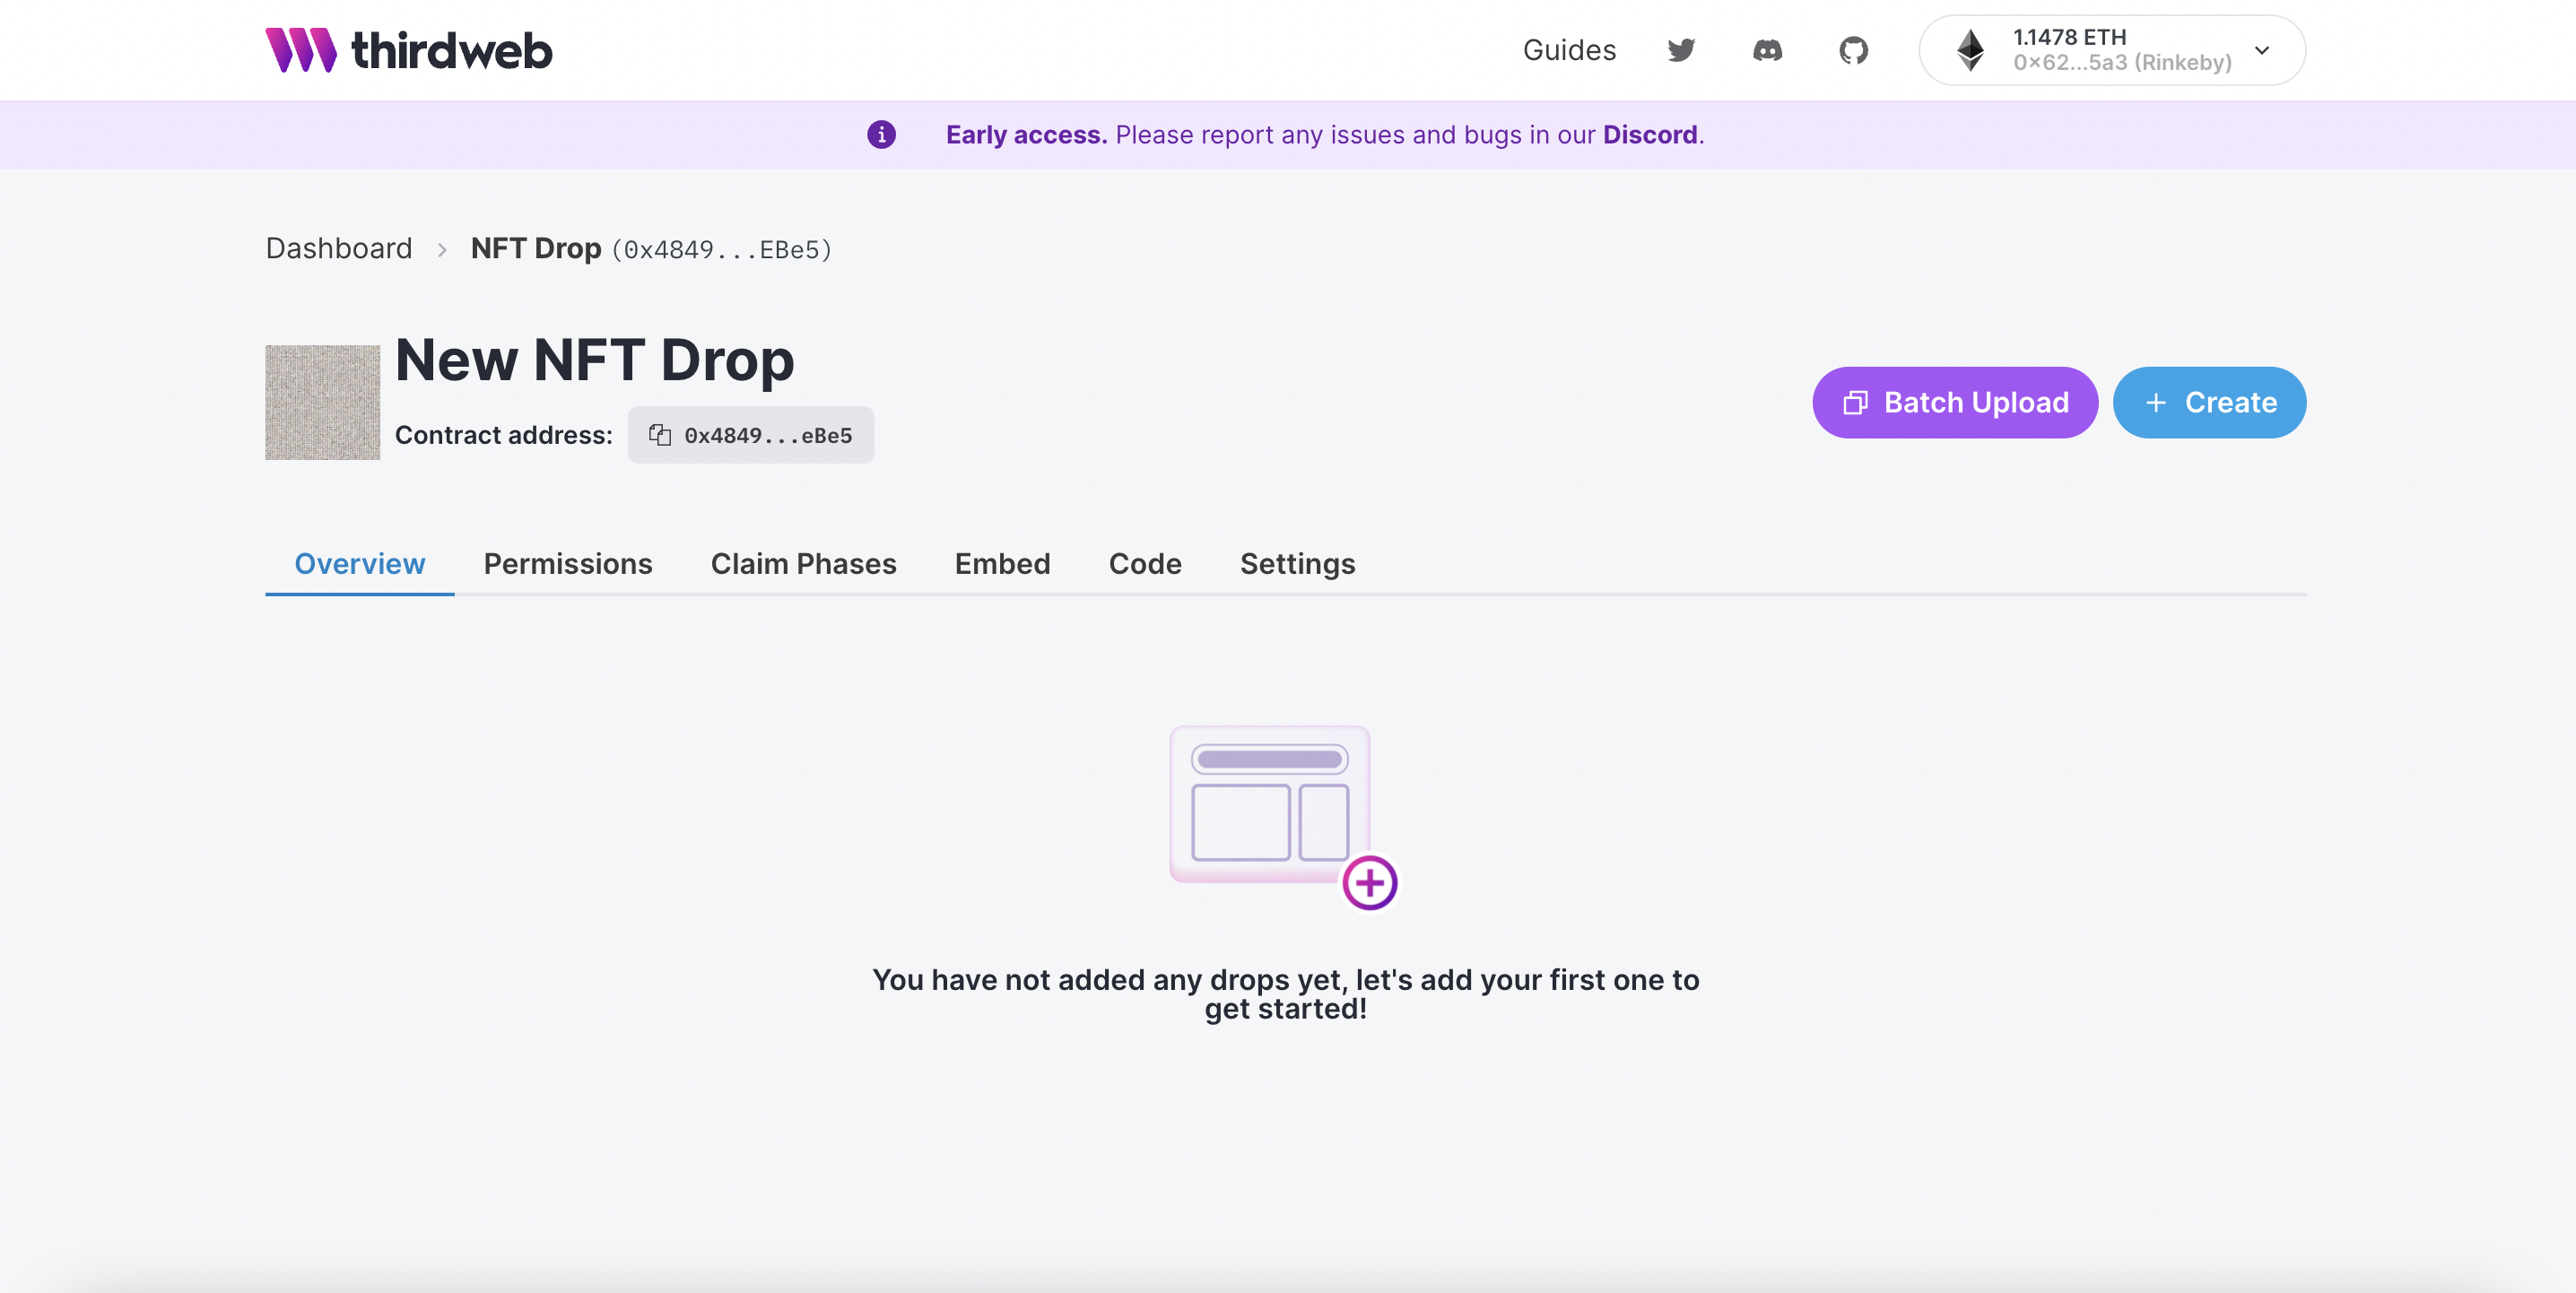 thirdweb
Guides
1.1478 ETH
0×62...5a3 (Rinkeby)
Early access. Please report any issues and bugs in our Discord.
Dashboard > NFT Drop (0x4849...EBe5)
New NFT Drop
Contract address: 0x4849...eBe5
Batch Upload
+ Create
Overview Permissions Claim Phases Embed Code Settings
You have not added any drops yet, let's add your first one to
get started!